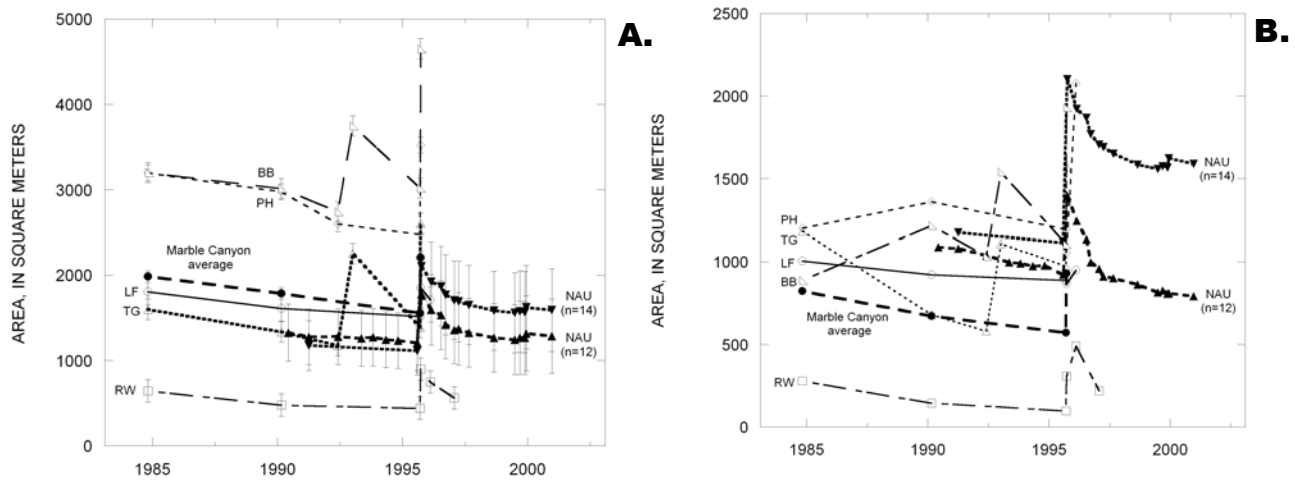 A.
AREA, IN SQUARE METERS
5000
4000
3000
2000
1000
0
1985
1990
1995
2000
BB
PH
Marble Canyon
average
LF
TG
RW
NAU
(n=14)
NAU
(n=12)
B.
AREA, IN SQUARE METERS
2500
2000
1500
1000
500
0
1985
1990
1995
2000
PH
TG
LF
BB
Marble Canyon
average
RW
NAU
(n=14)
NAU
(n=12)